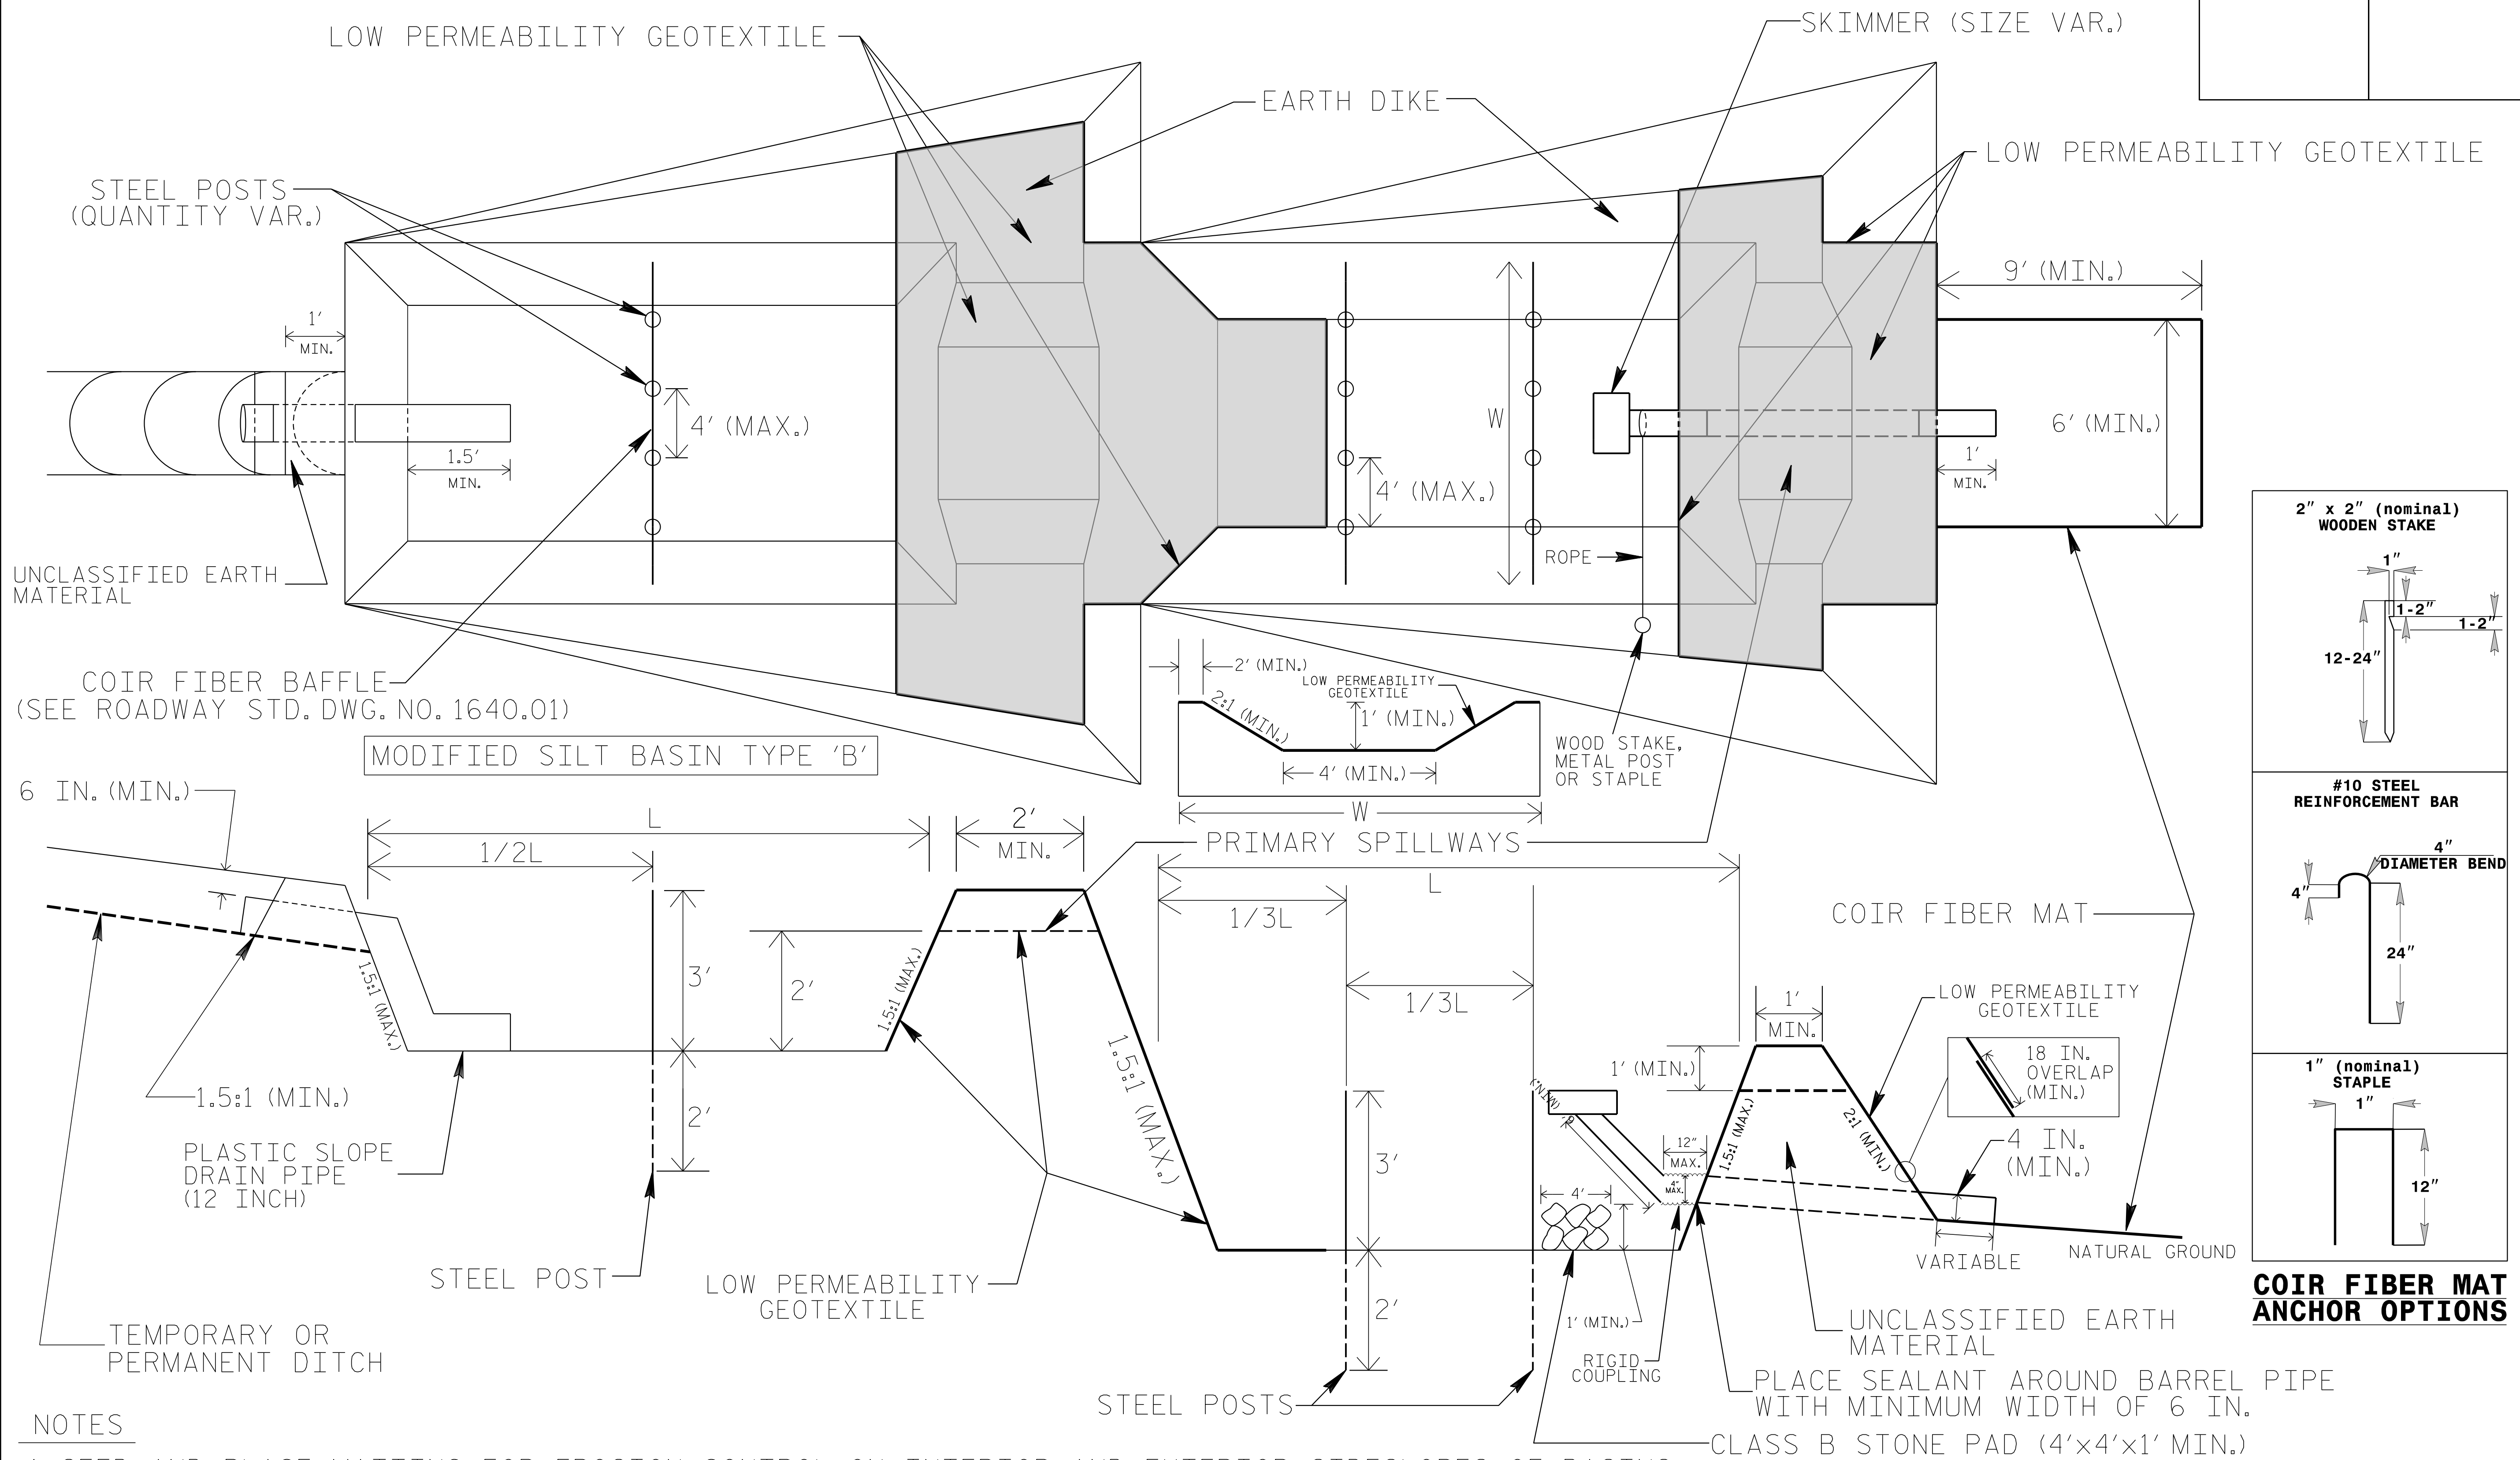 LOW PERMEABILITY GEOTEXTILE
SKIMMER (SIZE VAR.)
EARTH DIKE
LOW PERMEABILITY GEOTEXTILE
STEEL POSTS
(QUANTITY VAR.)
9' (MIN.)
1'
MIN.
4' (MAX.)
W
6' (MIN.)
1.5'
MIN.
1'
MIN.
4' (MAX.)
ROPE
UNCLASSIFIED EARTH
MATERIAL
COIR FIBER BAFFLE
(SEE ROADWAY STD. DWG. NO. 1640.01)
MODIFIED SILT BASIN TYPE 'B'
2' (MIN.)
LOW PERMEABILITY
GEOTEXTILE
2:1 (MIN.)
1' (MIN.)
4' (MIN.)
W
WOOD STAKE,
METAL POST
OR STAPLE
2" x 2" (nominal)
WOODEN STAKE
1"
1-2"
1-2"
12-24"
#10 STEEL
REINFORCEMENT BAR
4"
DIAMETER BEND
4"
24"
1" (nominal)
STAPLE
1"
12"
COIR FIBER MAT
ANCHOR OPTIONS
6 IN. (MIN.)
L
1/2L
2'
MIN.
PRIMARY SPILLWAYS
L
1/3L
1/3L
COIR FIBER MAT
3'
2'
1.5:1 (MAX.)
1.5:1 (MAX.)
1.5:1 (MAX.)
2'
1.5:1 (MIN.)
PLASTIC SLOPE
DRAIN PIPE
(12 INCH)
STEEL POST
LOW PERMEABILITY
GEOTEXTILE
TEMPORARY OR
PERMANENT DITCH
1'
MIN.
1' (MIN.)
LOW PERMEABILITY
GEOTEXTILE
18 IN.
OVERLAP
(MIN.)
6' (MIN.)
12"
MAX.
4"
MAX.
1.5:1 (MAX.)
2:1 (MIN.)
4 IN.
(MIN.)
3'
4'
2'
1' (MIN.)
VARIABLE
NATURAL GROUND
UNCLASSIFIED EARTH
MATERIAL
RIGID
COUPLING
STEEL POSTS
PLACE SEALANT AROUND BARREL PIPE
WITH MINIMUM WIDTH OF 6 IN.
CLASS B STONE PAD (4'x4'x1' MIN.)
NOTES